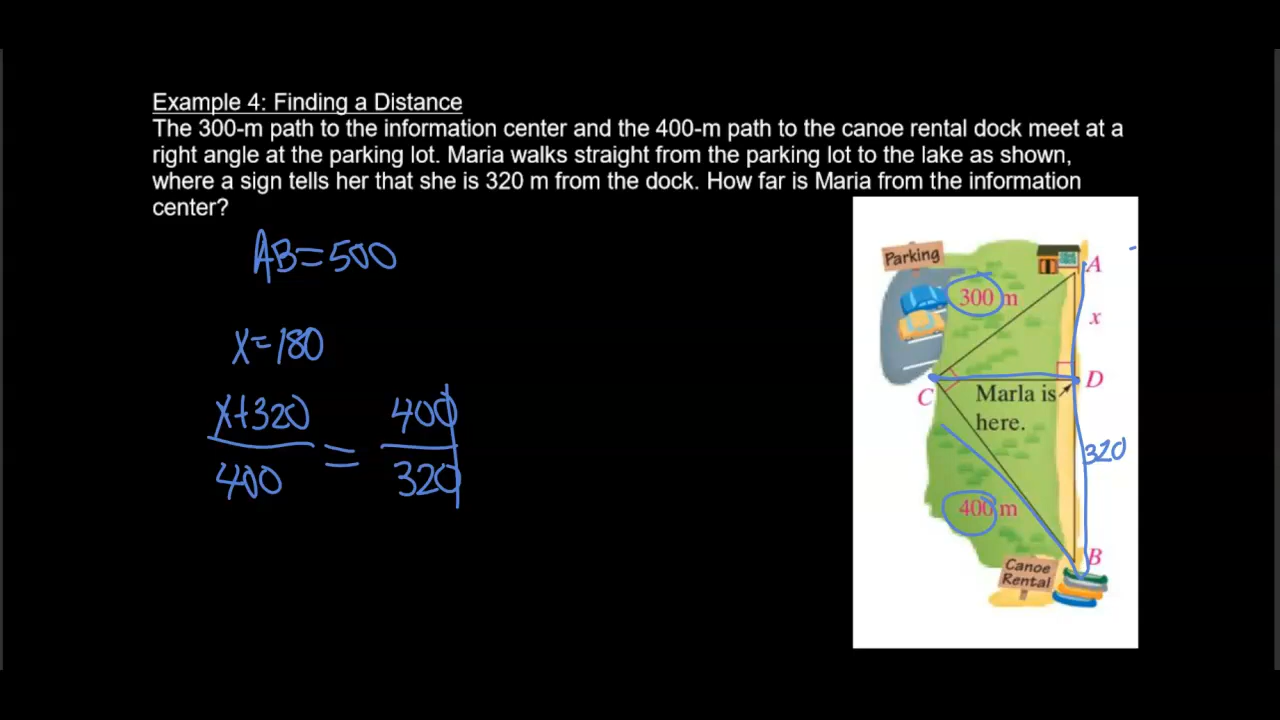 Example 4: Finding a Distance
The 300-m path to the information center and the 400-m path to the canoe rental dock meet at a
right angle at the parking lot. Maria walks straight from the parking lot to the lake as shown,
where a sign tells her that she is 320 m from the dock. How far is Maria from the information
center?
AB=500
x=180
x+320
400
=
400
320
Parking
A
300 m
x
C
D
Marla is
here.
320
400 m
B
Canoe
Rental